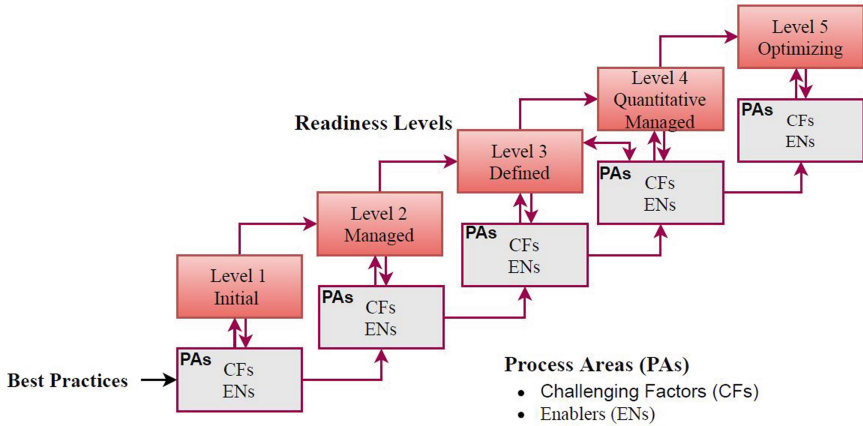 Level 5
Optimizing
PAs
CFs
ENs
Level 4
Quantitative
Managed
PAs
CFs
ENs
Readiness Levels
Level 3
Defined
PAs
CFs
ENs
Level 2
Managed
PAs
CFs
ENs
Level 1
Initial
PAs
CFs
ENs
Best Practices
Process Areas (PAs)
• Challenging Factors (CFs)
• Enablers (ENs)